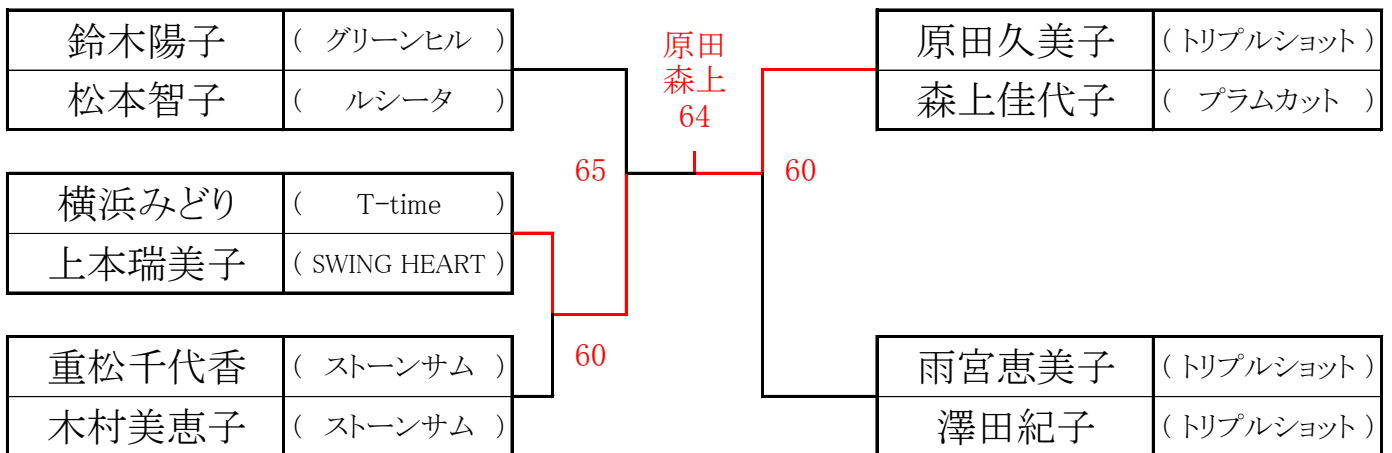 鈴木陽子 ( グリーンヒル )
松本智子 ( ルシータ )
横浜みどり ( T-time )
上本瑞美子 ( SWING HEART )
重松千代香 ( ストーンサム )
木村美恵子 ( ストーンサム )
65
60
原田
森上
64
60
原田久美子 ( トリプルショット )
森上佳代子 ( プラムカット )
雨宮恵美子 ( トリプルショット )
澤田紀子 ( トリプルショット )